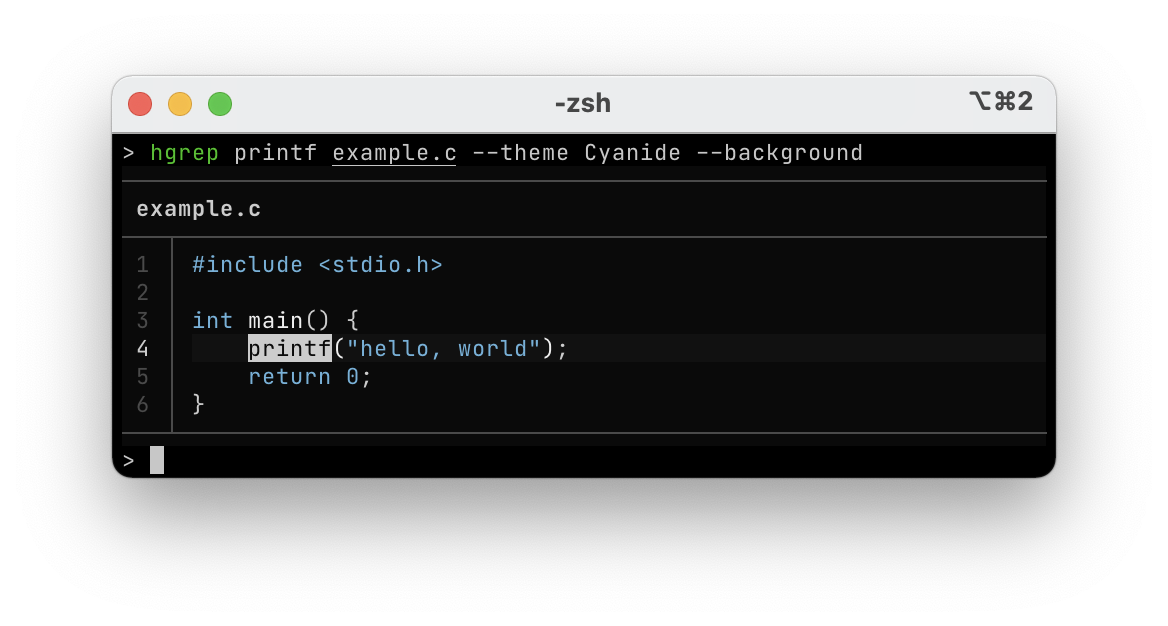 -zsh ⌥⌘2
> hgrep printf example.c --theme Cyanide --background
example.c
1 #include <stdio.h>
2
3 int main() {
4     printf("hello, world");
5     return 0;
6 }
>